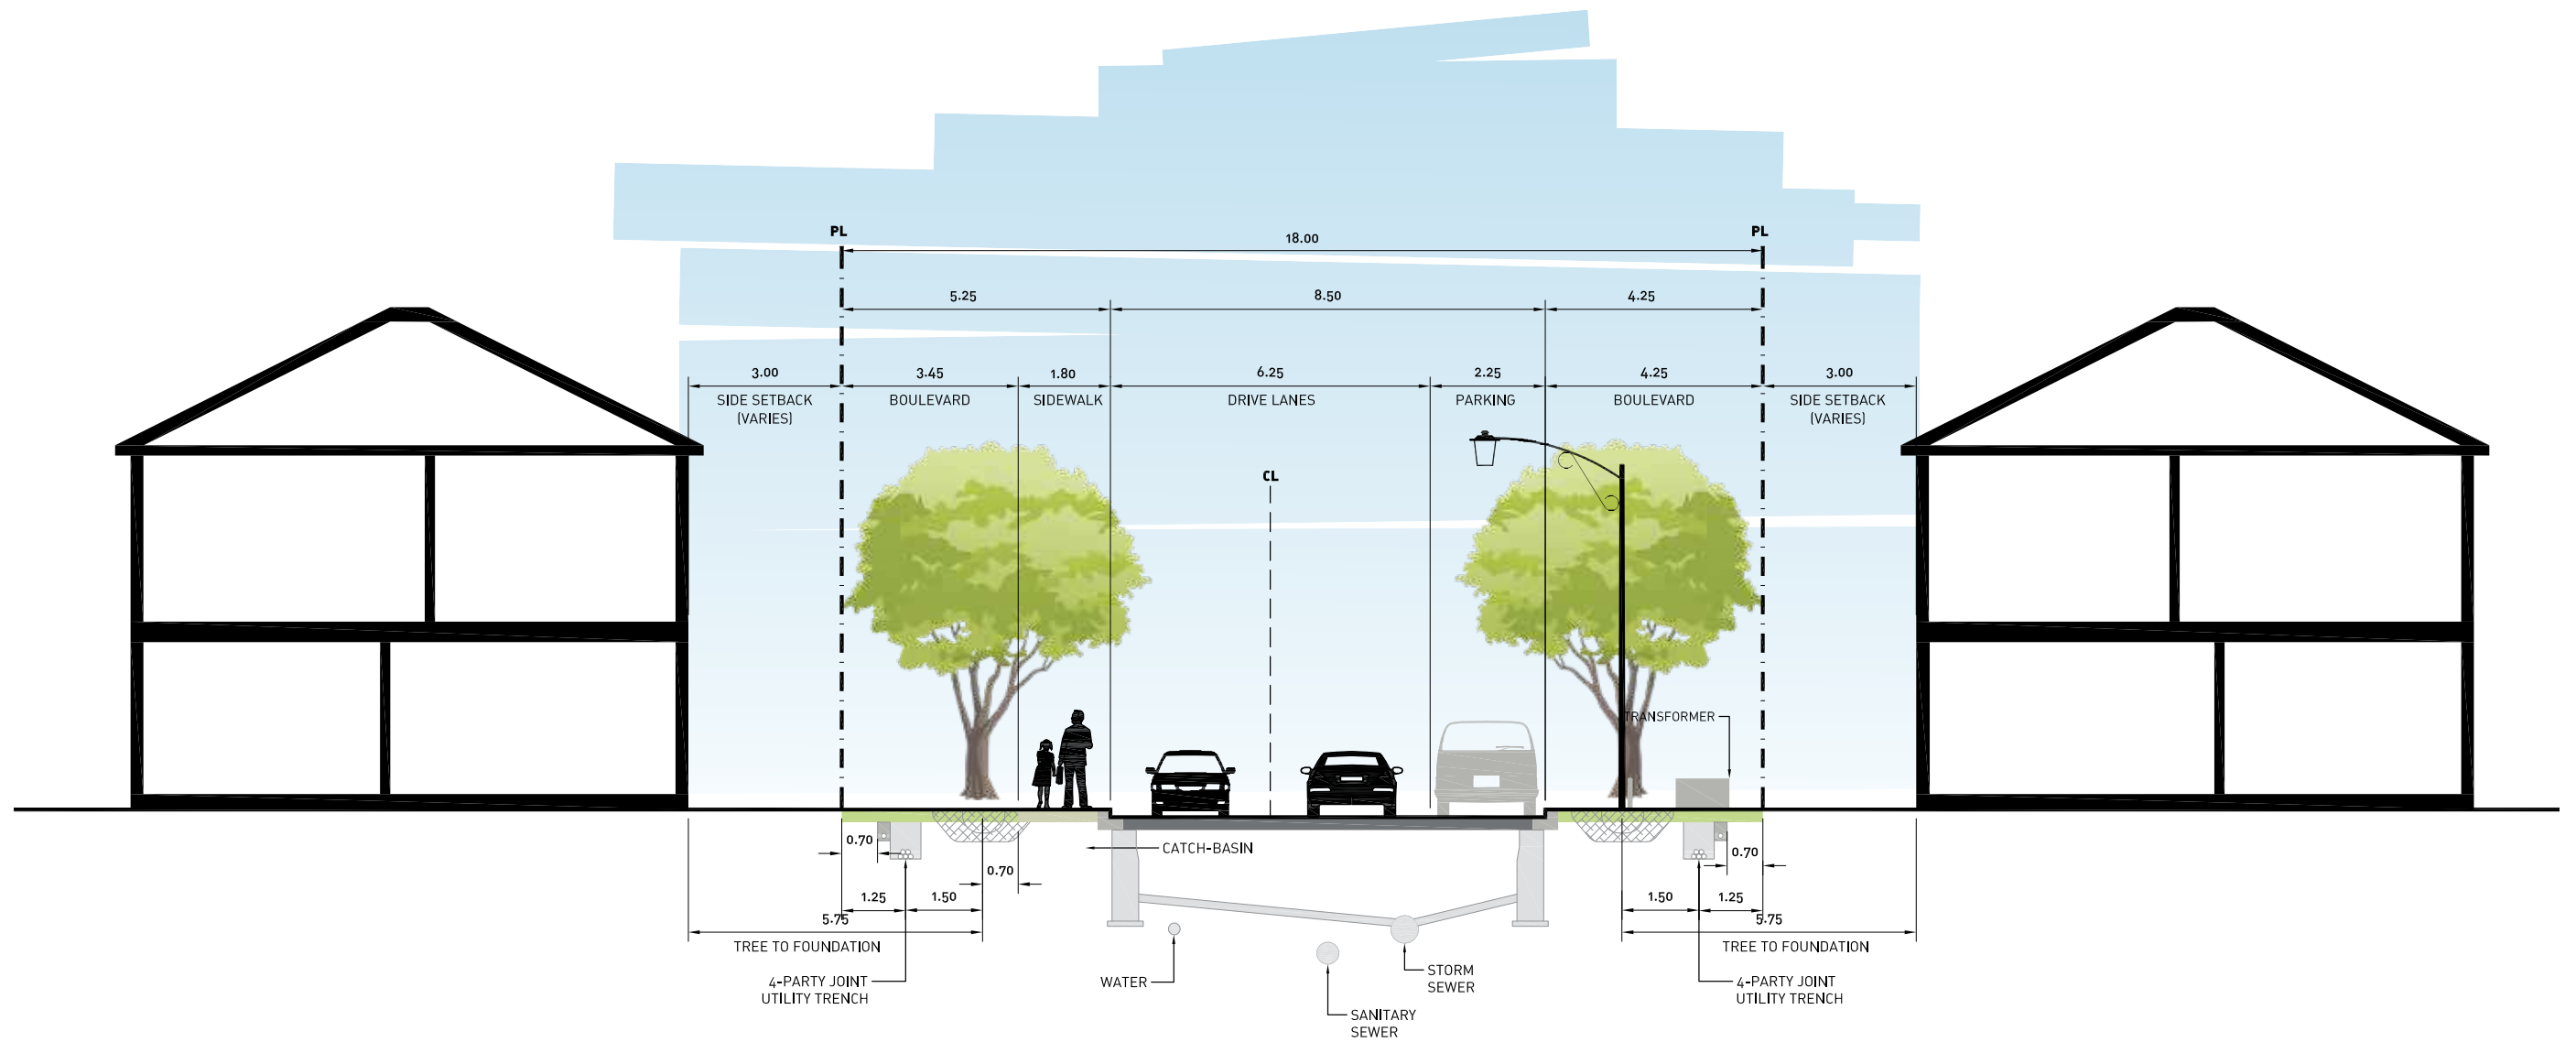 PL
PL
18.00
5.25
8.50
4.25
3.00
3.45
1.80
6.25
2.25
4.25
3.00
SIDE SETBACK
(VARIES)
BOULEVARD
SIDEWALK
DRIVE LANES
PARKING
BOULEVARD
SIDE SETBACK
(VARIES)
CL
TRANSFORMER
0.70
CATCH-BASIN
0.70
0.70
1.25
1.50
1.50
1.25
5.75
5.75
TREE TO FOUNDATION
TREE TO FOUNDATION
4-PARTY JOINT
UTILITY TRENCH
WATER
STORM
SEWER
4-PARTY JOINT
UTILITY TRENCH
SANITARY
SEWER